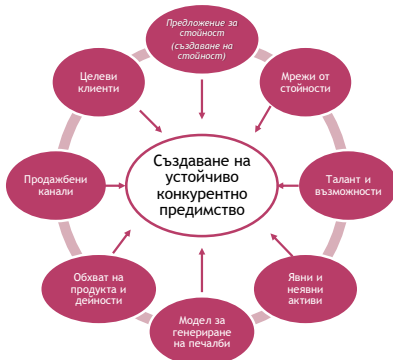 Предложение за
стойност
(създаване на
стойност)
Мрежи от
стойности
Талант и
възможности
Явни и
неявни
активи
Модел за
генериране
на печалби
Обхват на
продукта и
дейности
Продажбени
канали
Целеви
клиенти
Създаване на
устойчиво
конкурентно
предимство